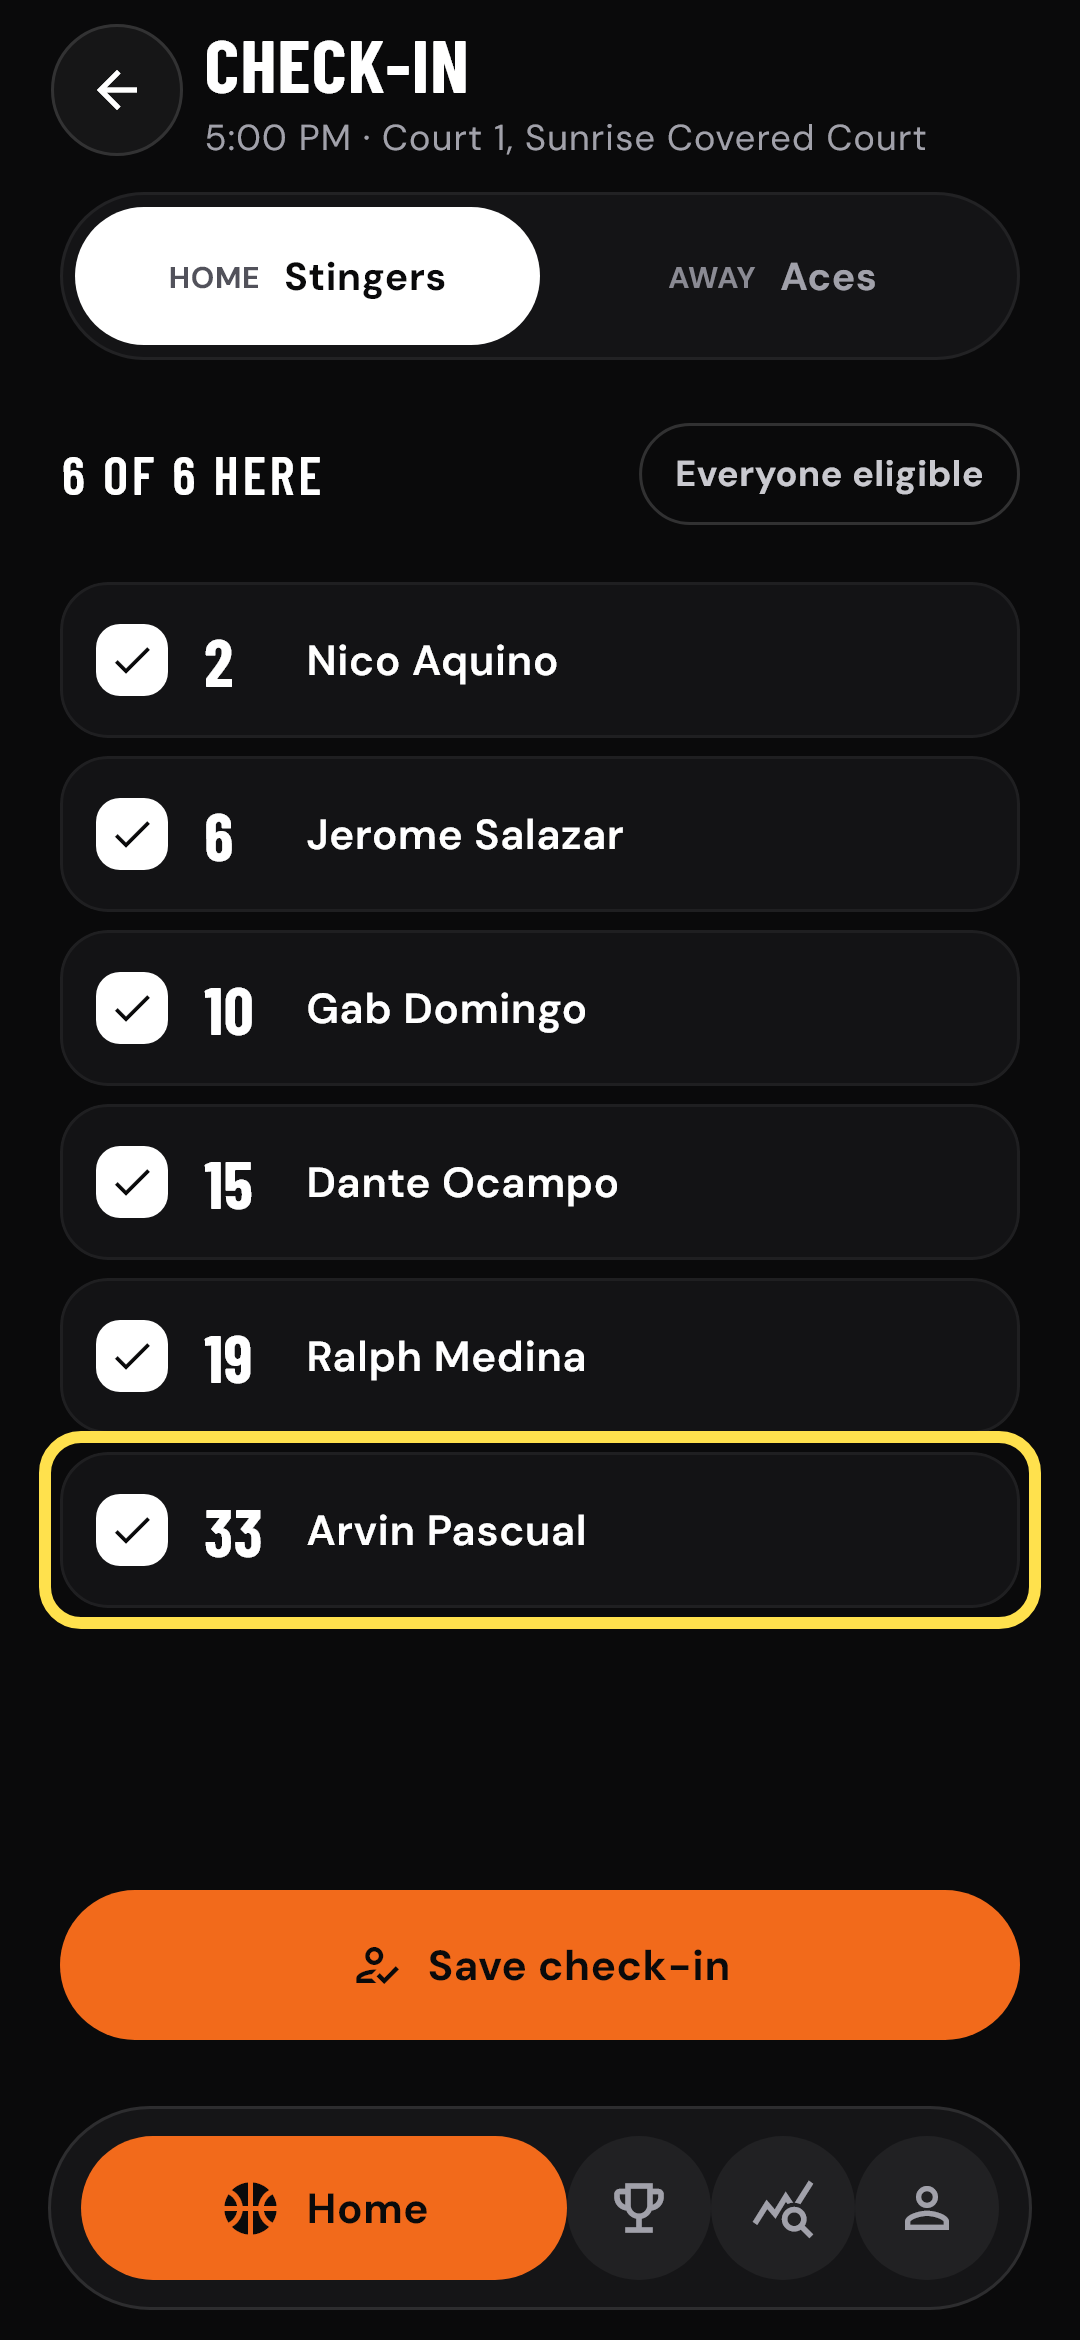 CHECK-IN
5:00 PM · Court 1, Sunrise Covered Court
HOME Stingers
AWAY Aces
6 OF 6 HERE
Everyone eligible
2 Nico Aquino
6 Jerome Salazar
10 Gab Domingo
15 Dante Ocampo
19 Ralph Medina
33 Arvin Pascual
Save check-in
Home